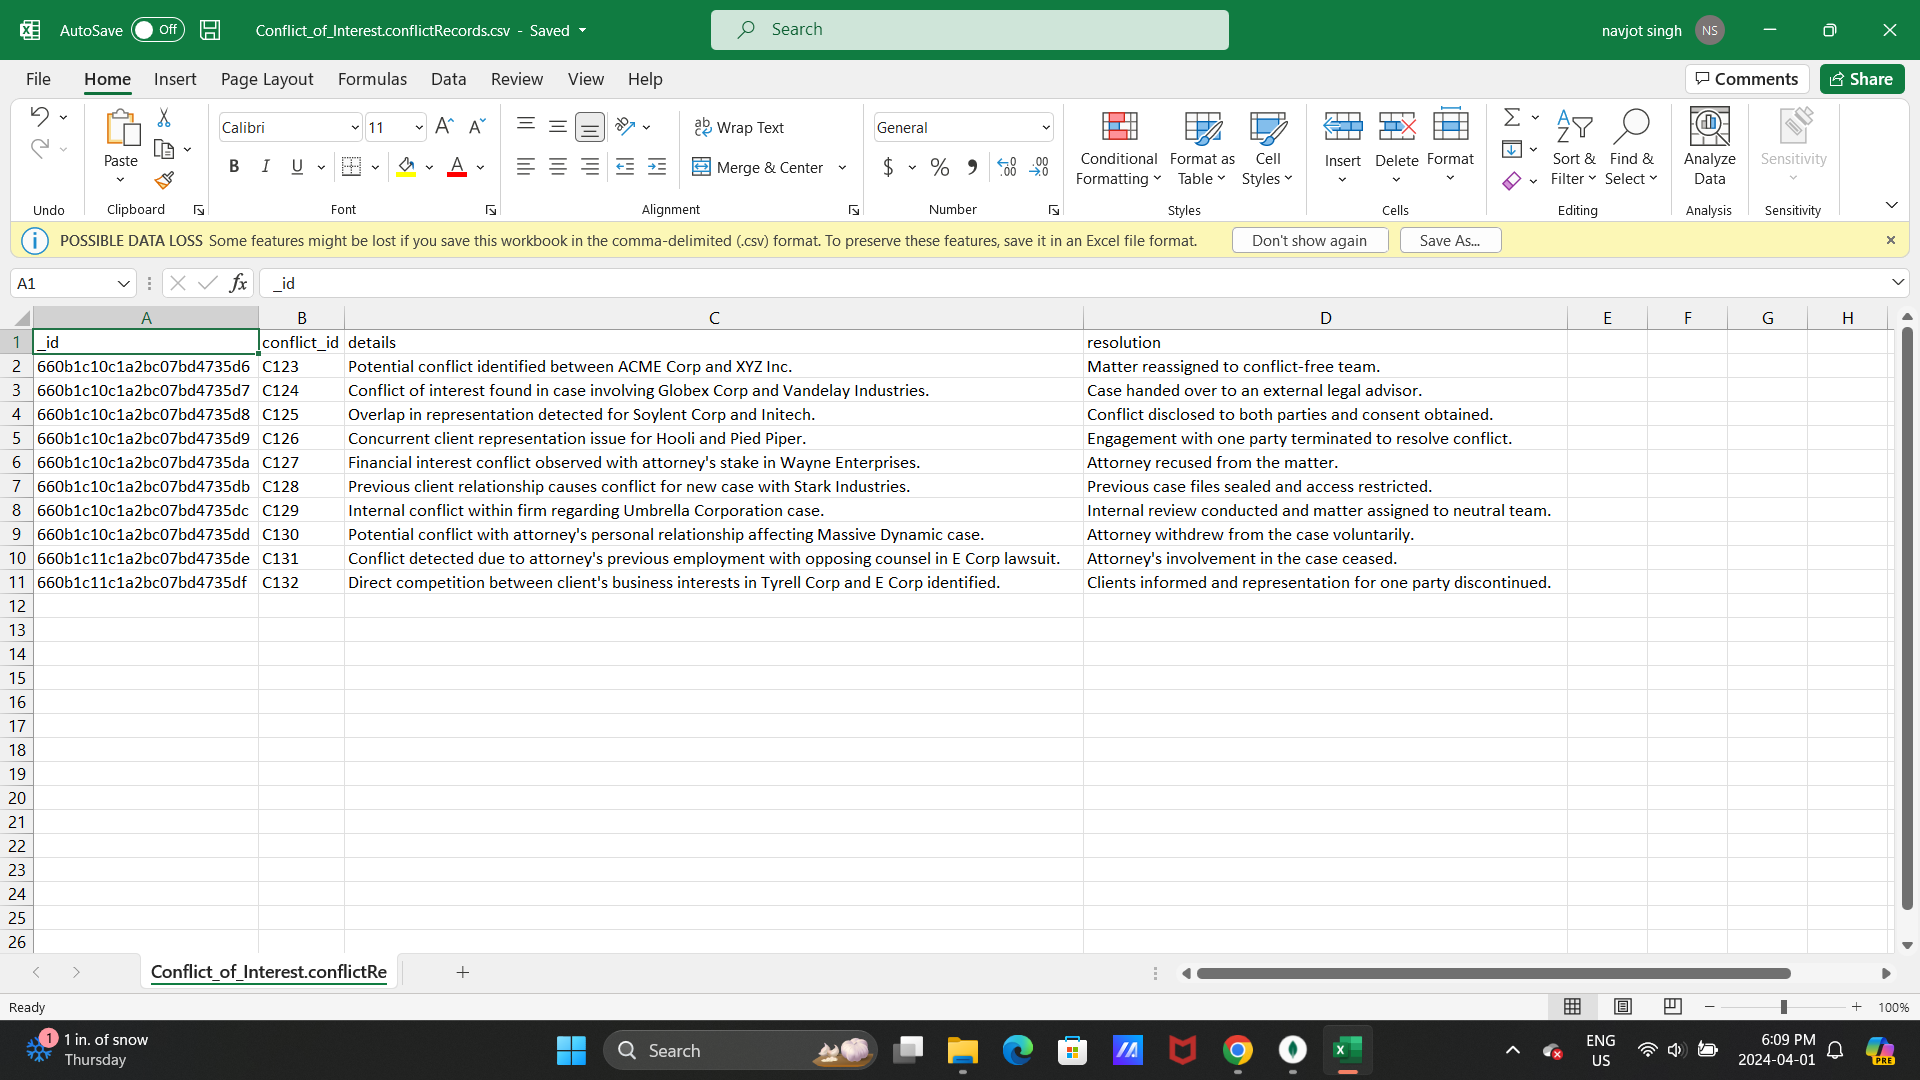 AutoSave Off Conflict_of_Interest.conflictRecords.csv - Saved Search navjot singh NS
File Home Insert Page Layout Formulas Data Review View Help Comments Share
Calibri 11 Wrap Text General
Paste B I U Merge & Center $ % Conditional Formatting Format as Table Cell Styles Insert Delete Format Sort & Filter Find & Select Analyze Data Sensitivity
Undo Clipboard Font Alignment Number Styles Cells Editing Analysis Sensitivity
POSSIBLE DATA LOSS Some features might be lost if you save this workbook in the comma-delimited (.csv) format. To preserve these features, save it in an Excel file format. Don't show again Save As...
A1 fx _id
A B C D E F G H
1 _id conflict_id details resolution
2 660b1c10c1a2bc07bd4735d6 C123 Potential conflict identified between ACME Corp and XYZ Inc. Matter reassigned to conflict-free team.
3 660b1c10c1a2bc07bd4735d7 C124 Conflict of interest found in case involving Globex Corp and Vandelay Industries. Case handed over to an external legal advisor.
4 660b1c10c1a2bc07bd4735d8 C125 Overlap in representation detected for Soylent Corp and Initech. Conflict disclosed to both parties and consent obtained.
5 660b1c10c1a2bc07bd4735d9 C126 Concurrent client representation issue for Hooli and Pied Piper. Engagement with one party terminated to resolve conflict.
6 660b1c10c1a2bc07bd4735da C127 Financial interest conflict observed with attorney's stake in Wayne Enterprises. Attorney recused from the matter.
7 660b1c10c1a2bc07bd4735db C128 Previous client relationship causes conflict for new case with Stark Industries. Previous case files sealed and access restricted.
8 660b1c10c1a2bc07bd4735dc C129 Internal conflict within firm regarding Umbrella Corporation case. Internal review conducted and matter assigned to neutral team.
9 660b1c10c1a2bc07bd4735dd C130 Potential conflict with attorney's personal relationship affecting Massive Dynamic case. Attorney withdrew from the case voluntarily.
10 660b1c11c1a2bc07bd4735de C131 Conflict detected due to attorney's previous employment with opposing counsel in E Corp lawsuit. Attorney's involvement in the case ceased.
11 660b1c11c1a2bc07bd4735df C132 Direct competition between client's business interests in Tyrell Corp and E Corp identified. Clients informed and representation for one party discontinued.
12
13
14
15
16
17
18
19
20
21
22
23
24
25
26
Conflict_of_Interest.conflictRe
Ready 100%
1 1 in. of snow Search ENG 6:09 PM
Thursday US 2024-04-01 PRE